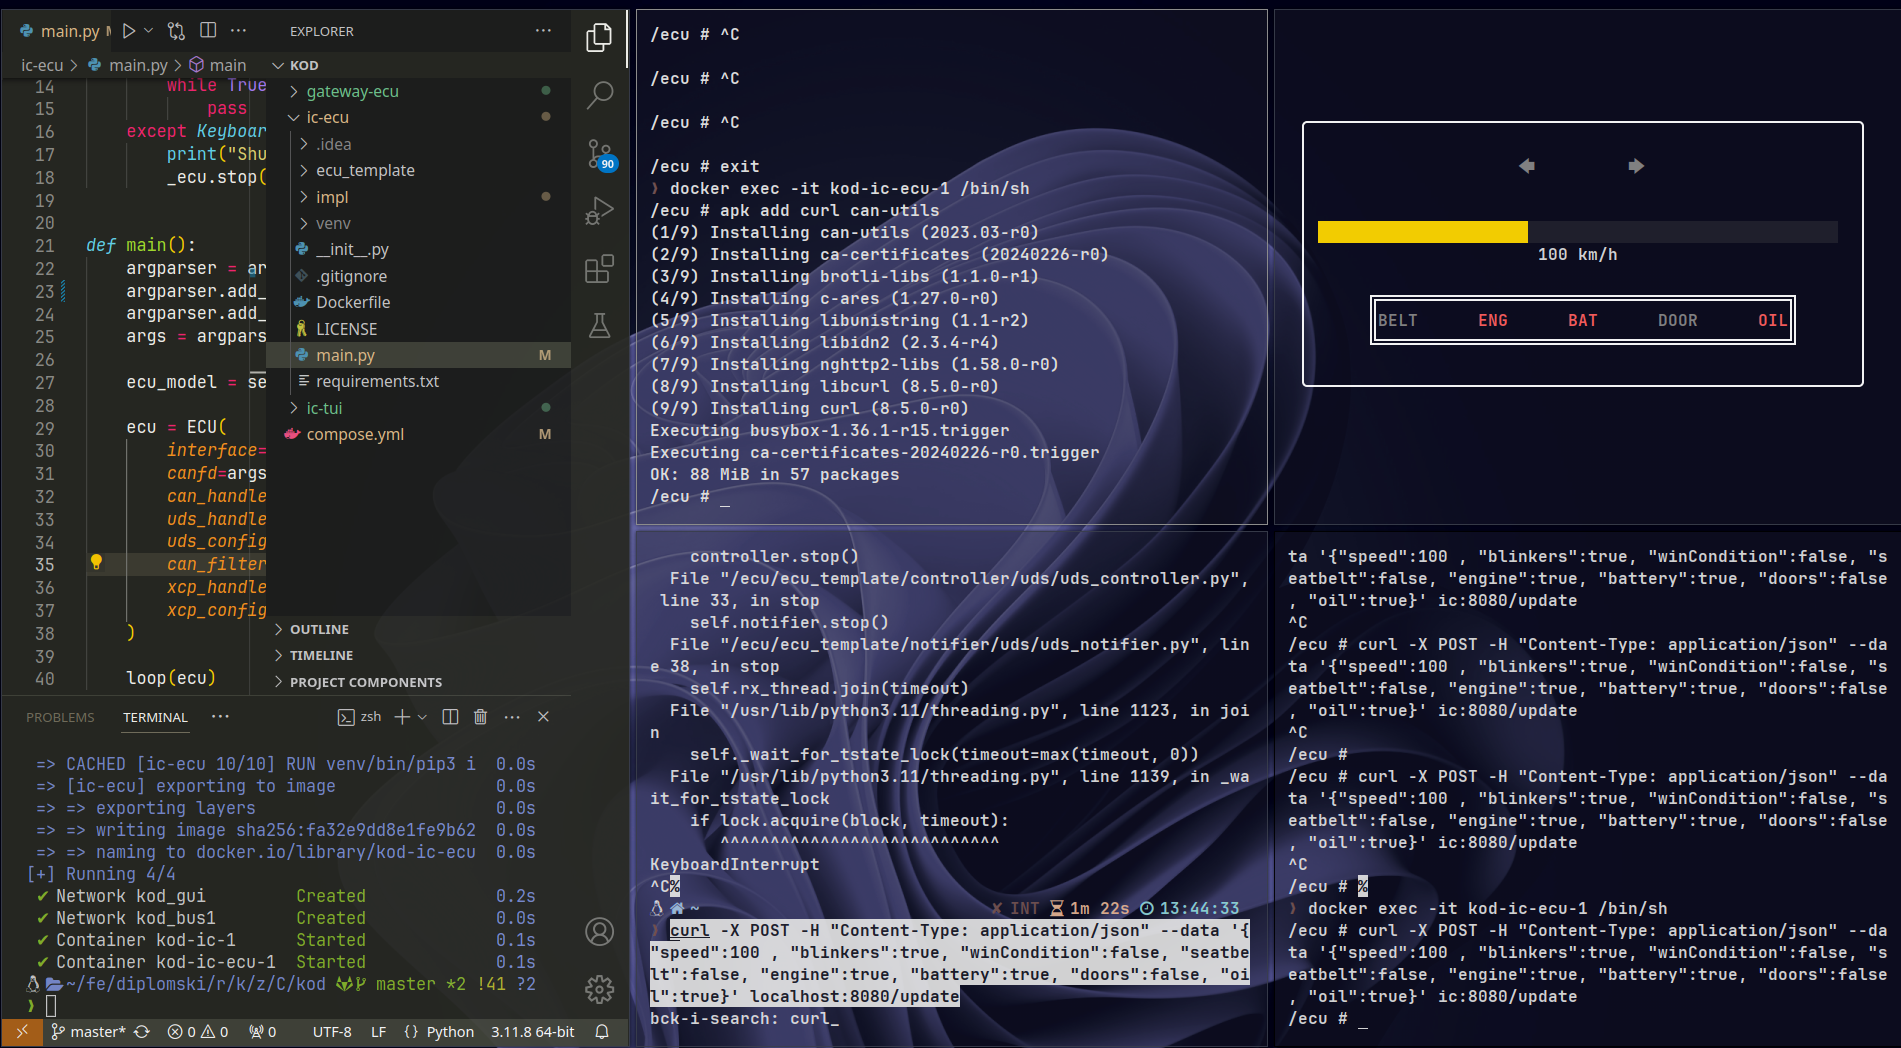 main.py M
EXPLORER
ic-ecu > main.py > main
KOD
14 while True
15 pass
16 except Keyboar
17 print("Shu
18 _ecu.stop(
19
20
21 def main():
22 argparser = ar
23 argparser.add_
24 argparser.add_
25 args = argpars
26
27 ecu_model = se
28
29 ecu = ECU(
30 interface=
31 canfd=args
32 can_handle
33 uds_handle
34 uds_config
35 can_filter
36 xcp_handle
37 xcp_config
38 )
39
40 loop(ecu)
gateway-ecu
ic-ecu
.idea
ecu_template
impl
venv
__init__.py
.gitignore
Dockerfile
LICENSE
main.py M
requirements.txt
ic-tui
compose.yml M
OUTLINE
TIMELINE
PROJECT COMPONENTS
90
PROBLEMS TERMINAL ··· zsh
=> CACHED [ic-ecu 10/10] RUN venv/bin/pip3 i 0.0s
=> [ic-ecu] exporting to image 0.0s
=> => exporting layers 0.0s
=> => writing image sha256:fa32e9dd8e1fe9b62 0.0s
=> => naming to docker.io/library/kod-ic-ecu 0.0s
[+] Running 4/4
✔ Network kod_gui Created 0.2s
✔ Network kod_bus1 Created 0.0s
✔ Container kod-ic-1 Started 0.1s
✔ Container kod-ic-ecu-1 Started 0.1s
~/fe/diplomski/r/k/z/C/kod master *2 !41 ?2
❱
master* 0 0 0 UTF-8 LF {} Python 3.11.8 64-bit
/ecu # ^C
/ecu # ^C
/ecu # ^C
/ecu # exit
❱ docker exec -it kod-ic-ecu-1 /bin/sh
/ecu # apk add curl can-utils
(1/9) Installing can-utils (2023.03-r0)
(2/9) Installing ca-certificates (20240226-r0)
(3/9) Installing brotli-libs (1.1.0-r1)
(4/9) Installing c-ares (1.27.0-r0)
(5/9) Installing libunistring (1.1-r2)
(6/9) Installing libidn2 (2.3.4-r4)
(7/9) Installing nghttp2-libs (1.58.0-r0)
(8/9) Installing libcurl (8.5.0-r0)
(9/9) Installing curl (8.5.0-r0)
Executing busybox-1.36.1-r15.trigger
Executing ca-certificates-20240226-r0.trigger
OK: 88 MiB in 57 packages
/ecu # _
100 km/h
BELT ENG BAT DOOR OIL
controller.stop()
File "/ecu/ecu_template/controller/uds/uds_controller.py",
line 33, in stop
self.notifier.stop()
File "/ecu/ecu_template/notifier/uds/uds_notifier.py", lin
e 38, in stop
self.rx_thread.join(timeout)
File "/usr/lib/python3.11/threading.py", line 1123, in joi
n
self._wait_for_tstate_lock(timeout=max(timeout, 0))
File "/usr/lib/python3.11/threading.py", line 1139, in _wa
it_for_tstate_lock
if lock.acquire(block, timeout):
^^^^^^^^^^^^^^^^^^^^^^^^^^^^
KeyboardInterrupt
^C%
~ ✘ INT 1m 22s 13:44:33
❱ curl -X POST -H "Content-Type: application/json" --data '{
"speed":100 , "blinkers":true, "winCondition":false, "seatbe
lt":false, "engine":true, "battery":true, "doors":false, "oi
l":true}' localhost:8080/update
bck-i-search: curl_
ta '{"speed":100 , "blinkers":true, "winCondition":false, "s
eatbelt":false, "engine":true, "battery":true, "doors":false
, "oil":true}' ic:8080/update
^C
/ecu # curl -X POST -H "Content-Type: application/json" --da
ta '{"speed":100 , "blinkers":true, "winCondition":false, "s
eatbelt":false, "engine":true, "battery":true, "doors":false
, "oil":true}' ic:8080/update
^C
/ecu #
/ecu # curl -X POST -H "Content-Type: application/json" --da
ta '{"speed":100 , "blinkers":true, "winCondition":false, "s
eatbelt":false, "engine":true, "battery":true, "doors":false
, "oil":true}' ic:8080/update
^C
/ecu # %
❱ docker exec -it kod-ic-ecu-1 /bin/sh
/ecu # curl -X POST -H "Content-Type: application/json" --da
ta '{"speed":100 , "blinkers":true, "winCondition":false, "s
eatbelt":false, "engine":true, "battery":true, "doors":false
, "oil":true}' ic:8080/update
/ecu # _